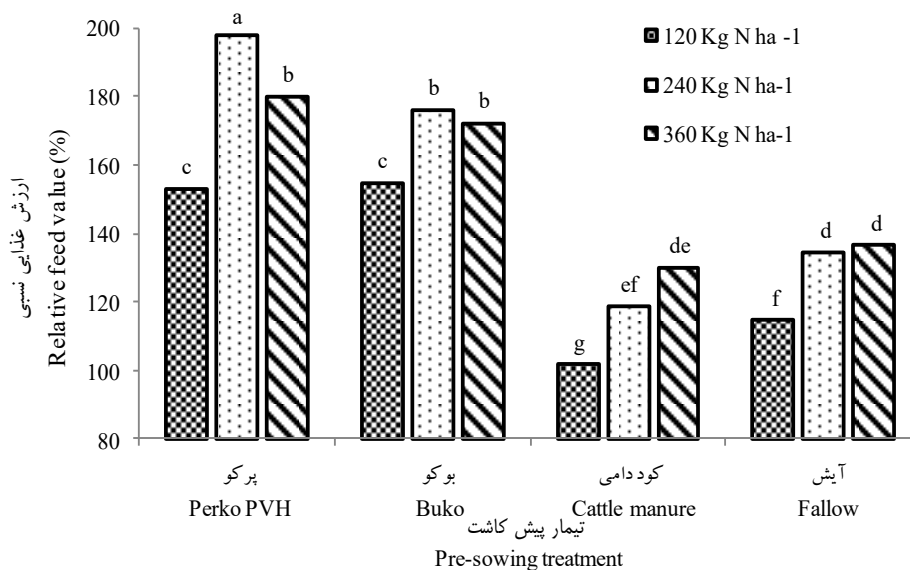 ارزش غذایی نسبی
Relative feed value (%)
200
180
160
140
120
100
80
120 Kg N ha -1
240 Kg N ha-1
360 Kg N ha-1
c
a
b
c
b
b
g
ef
de
f
d
d
پرکو
بوکو
کود دامی
آیش
Perko PVH
Buko
Cattle manure
Fallow
تیمار پیش کاشت
Pre-sowing treatment